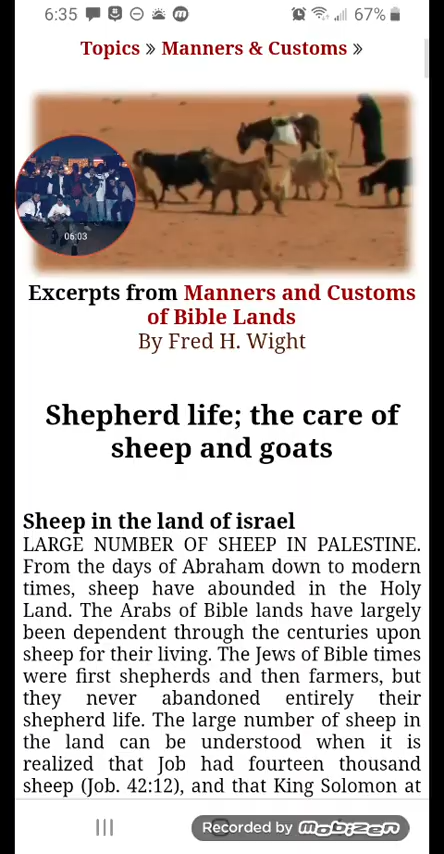 6:35
67%
Topics » Manners & Customs »
06:03
Excerpts from Manners and Customs
of Bible Lands
By Fred H. Wight
Shepherd life; the care of
sheep and goats
Sheep in the land of israel
LARGE NUMBER OF SHEEP IN PALESTINE.
From the days of Abraham down to modern
times, sheep have abounded in the Holy
Land. The Arabs of Bible lands have largely
been dependent through the centuries upon
sheep for their living. The Jews of Bible times
were first shepherds and then farmers, but
they never abandoned entirely their
shepherd life. The large number of sheep in
the land can be understood when it is
realized that Job had fourteen thousand
sheep (Job. 42:12), and that King Solomon at
Recorded by Mobizen